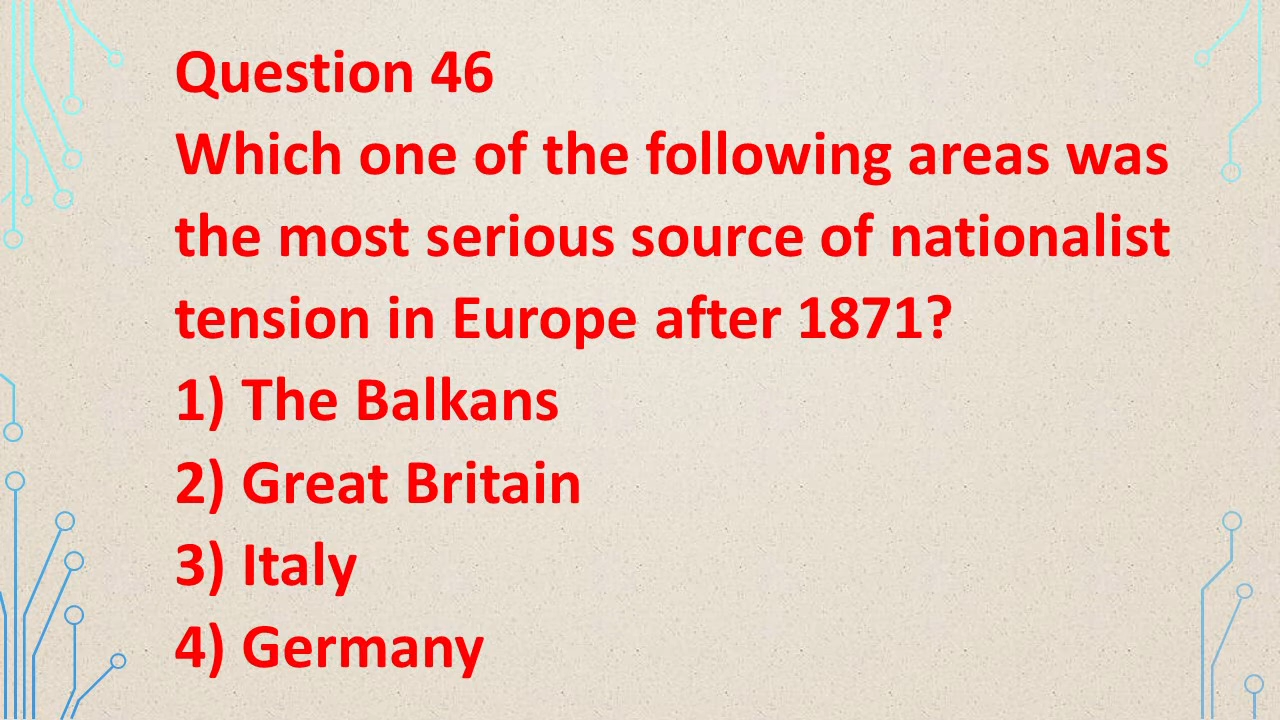 Question 46
Which one of the following areas was
the most serious source of nationalist
tension in Europe after 1871?
1) The Balkans
2) Great Britain
3) Italy
4) Germany